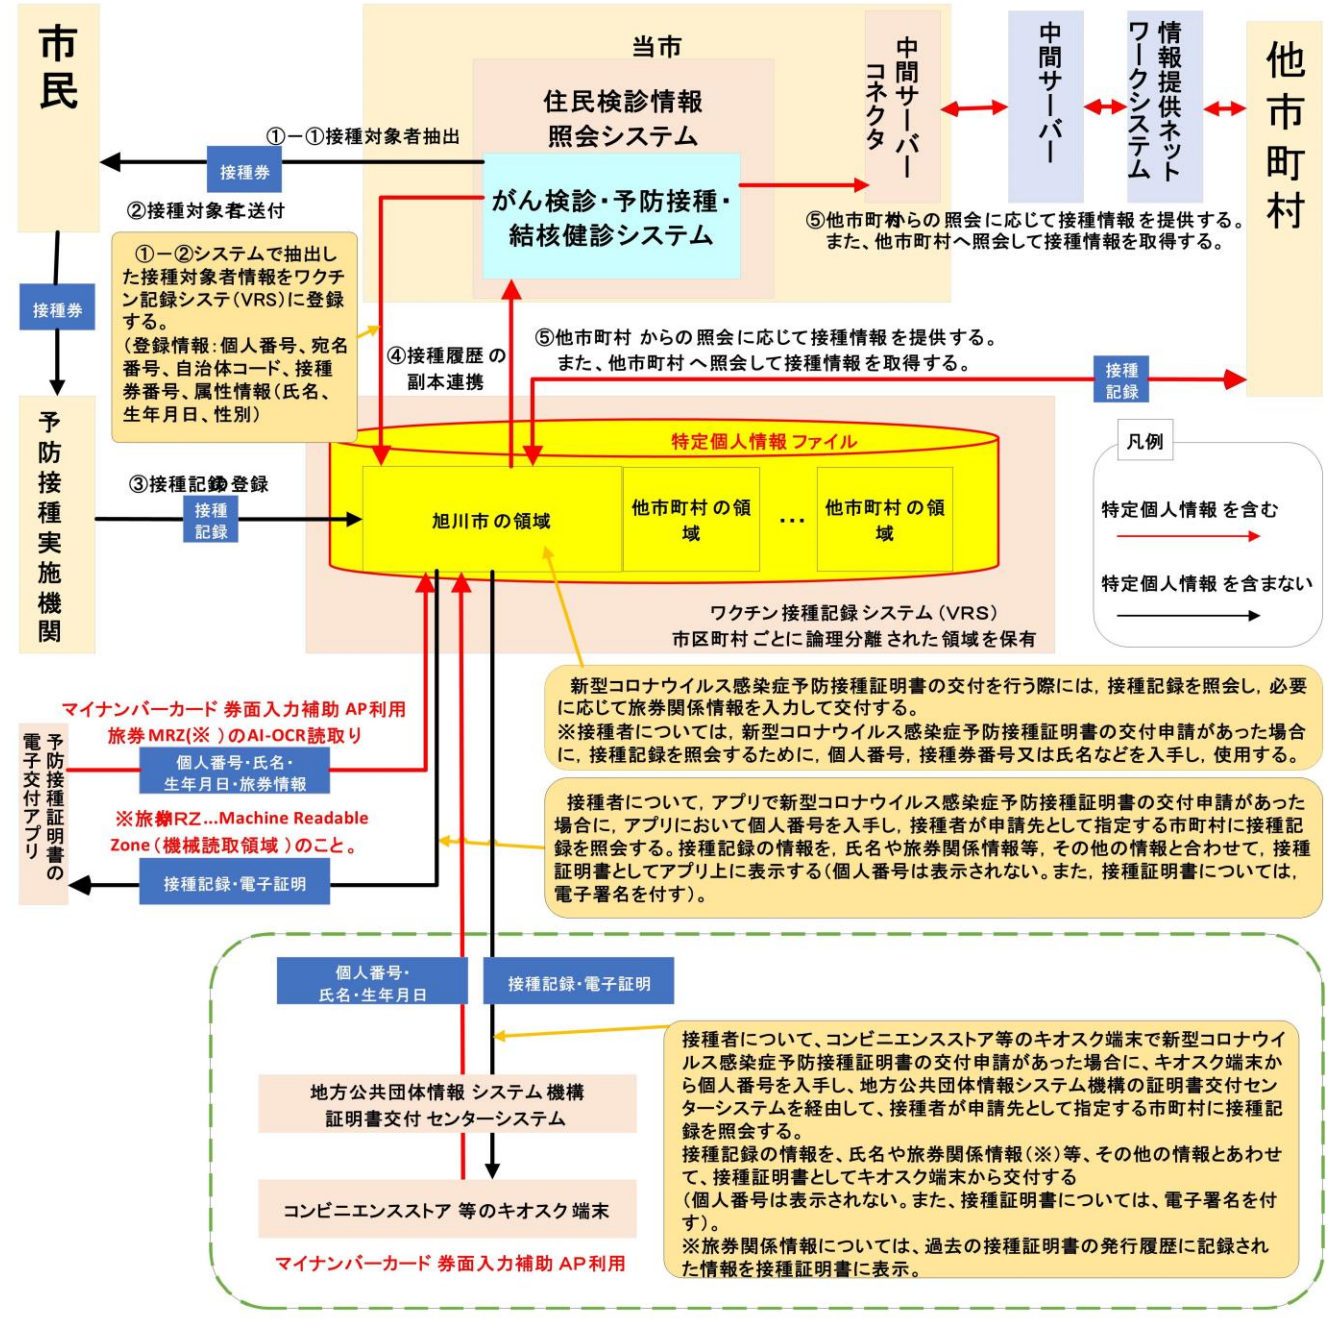 市民
当市
住民検診情報
照会システム
がん検診・予防接種・
結核健診システム
中間サーバー
コネクタ
中間サーバー
情報提供ネット
ワークシステム
他市町村
①－①接種対象者抽出
接種券
②接種対象者に送付
①－②システムで抽出し
た接種対象者情報をワクチ
ン記録システ(VRS)に登録
する。
(登録情報：個人番号、宛名
番号、自治体コード、接種
券番号、属性情報(氏名、
生年月日、性別)
接種券
⑤他市町村からの照会に応じて接種情報を提供する。
また、他市町村へ照会して接種情報を取得する。
④接種履歴の
副本連携
⑤他市町村からの照会に応じて接種情報を提供する。
また、他市町村へ照会して接種情報を取得する。
接種
記録
予防接種実施機関
③接種記録の登録
接種
記録
特定個人情報ファイル
旭川市の領域
他市町村の領
域
…
他市町村の領
域
ワクチン接種記録システム(VRS)
市区町村ごとに論理分離された領域を保有
凡例
特定個人情報を含む
特定個人情報を含まない
新型コロナウイルス感染症予防接種証明書の交付を行う際には，接種記録を照会し，必要
に応じて旅券関係情報を入力して交付する。
※接種者については，新型コロナウイルス感染症予防接種証明書の交付申請があった場合
に，接種記録を照会するために，個人番号，接種券番号又は氏名などを入手し，使用する。
マイナンバーカード券面入力補助AP利用
旅券MRZ(※)のAI-OCR読取り
予防接種証明書の
電子交付アプリ
個人番号・氏名・
生年月日・旅券情報
※旅券MRZ…Machine Readable
Zone(機械読取領域)のこと。
接種記録・電子証明
接種者について，アプリで新型コロナウイルス感染症予防接種証明書の交付申請があった
場合に，アプリにおいて個人番号を入手し，接種者が申請先として指定する市町村に接種記
録を照会する。接種記録の情報を，氏名や旅券関係情報等，その他の情報と合わせて，接種
証明書としてアプリ上に表示する(個人番号は表示されない。また，接種証明書については，
電子署名を付す)。
個人番号・
氏名・生年月日
接種記録・電子証明
地方公共団体情報システム機構
証明書交付センターシステム
コンビニエンスストア等のキオスク端末
マイナンバーカード券面入力補助AP利用
接種者について、コンビニエンスストア等のキオスク端末で新型コロナウイ
ルス感染症予防接種証明書の交付申請があった場合に、キオスク端末か
ら個人番号を入手し、地方公共団体情報システム機構の証明書交付セン
ターシステムを経由して、接種者が申請先として指定する市町村に接種記
録を照会する。
接種記録の情報を、氏名や旅券関係情報(※)等、その他の情報とあわせ
て、接種証明書としてキオスク端末から交付する
(個人番号は表示されない。また、接種証明書については、電子署名を付
す)。
※旅券関係情報については、過去の接種証明書の発行履歴に記録され
た情報を接種証明書に表示。